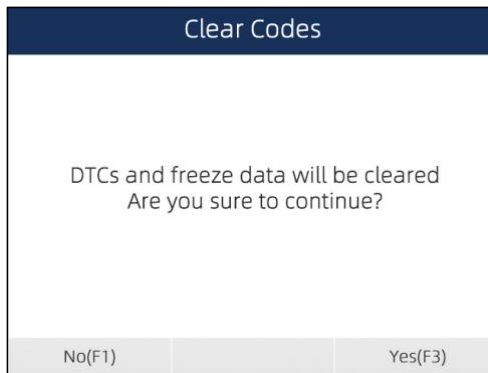 Clear Codes
DTCs and freeze data will be cleared
Are you sure to continue?
No(F1)
Yes(F3)